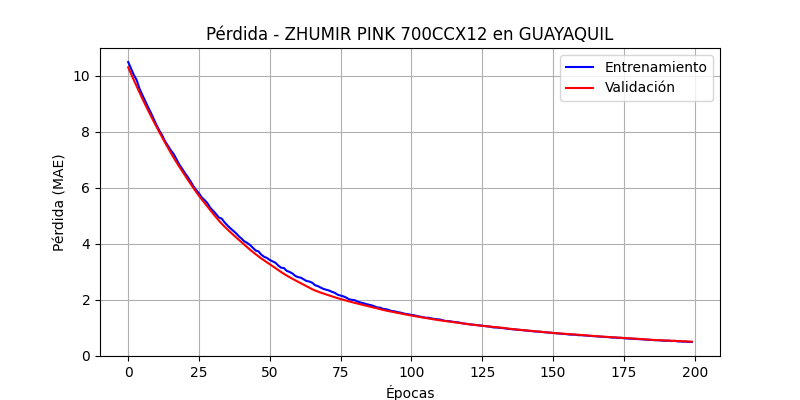 Pérdida - ZHUMIR PINK 700CCX12 en GUAYAQUIL
Entrenamiento
Validación
Pérdida (MAE)
10
8
6
4
2
0
0 25 50 75 100 125 150 175 200
Épocas